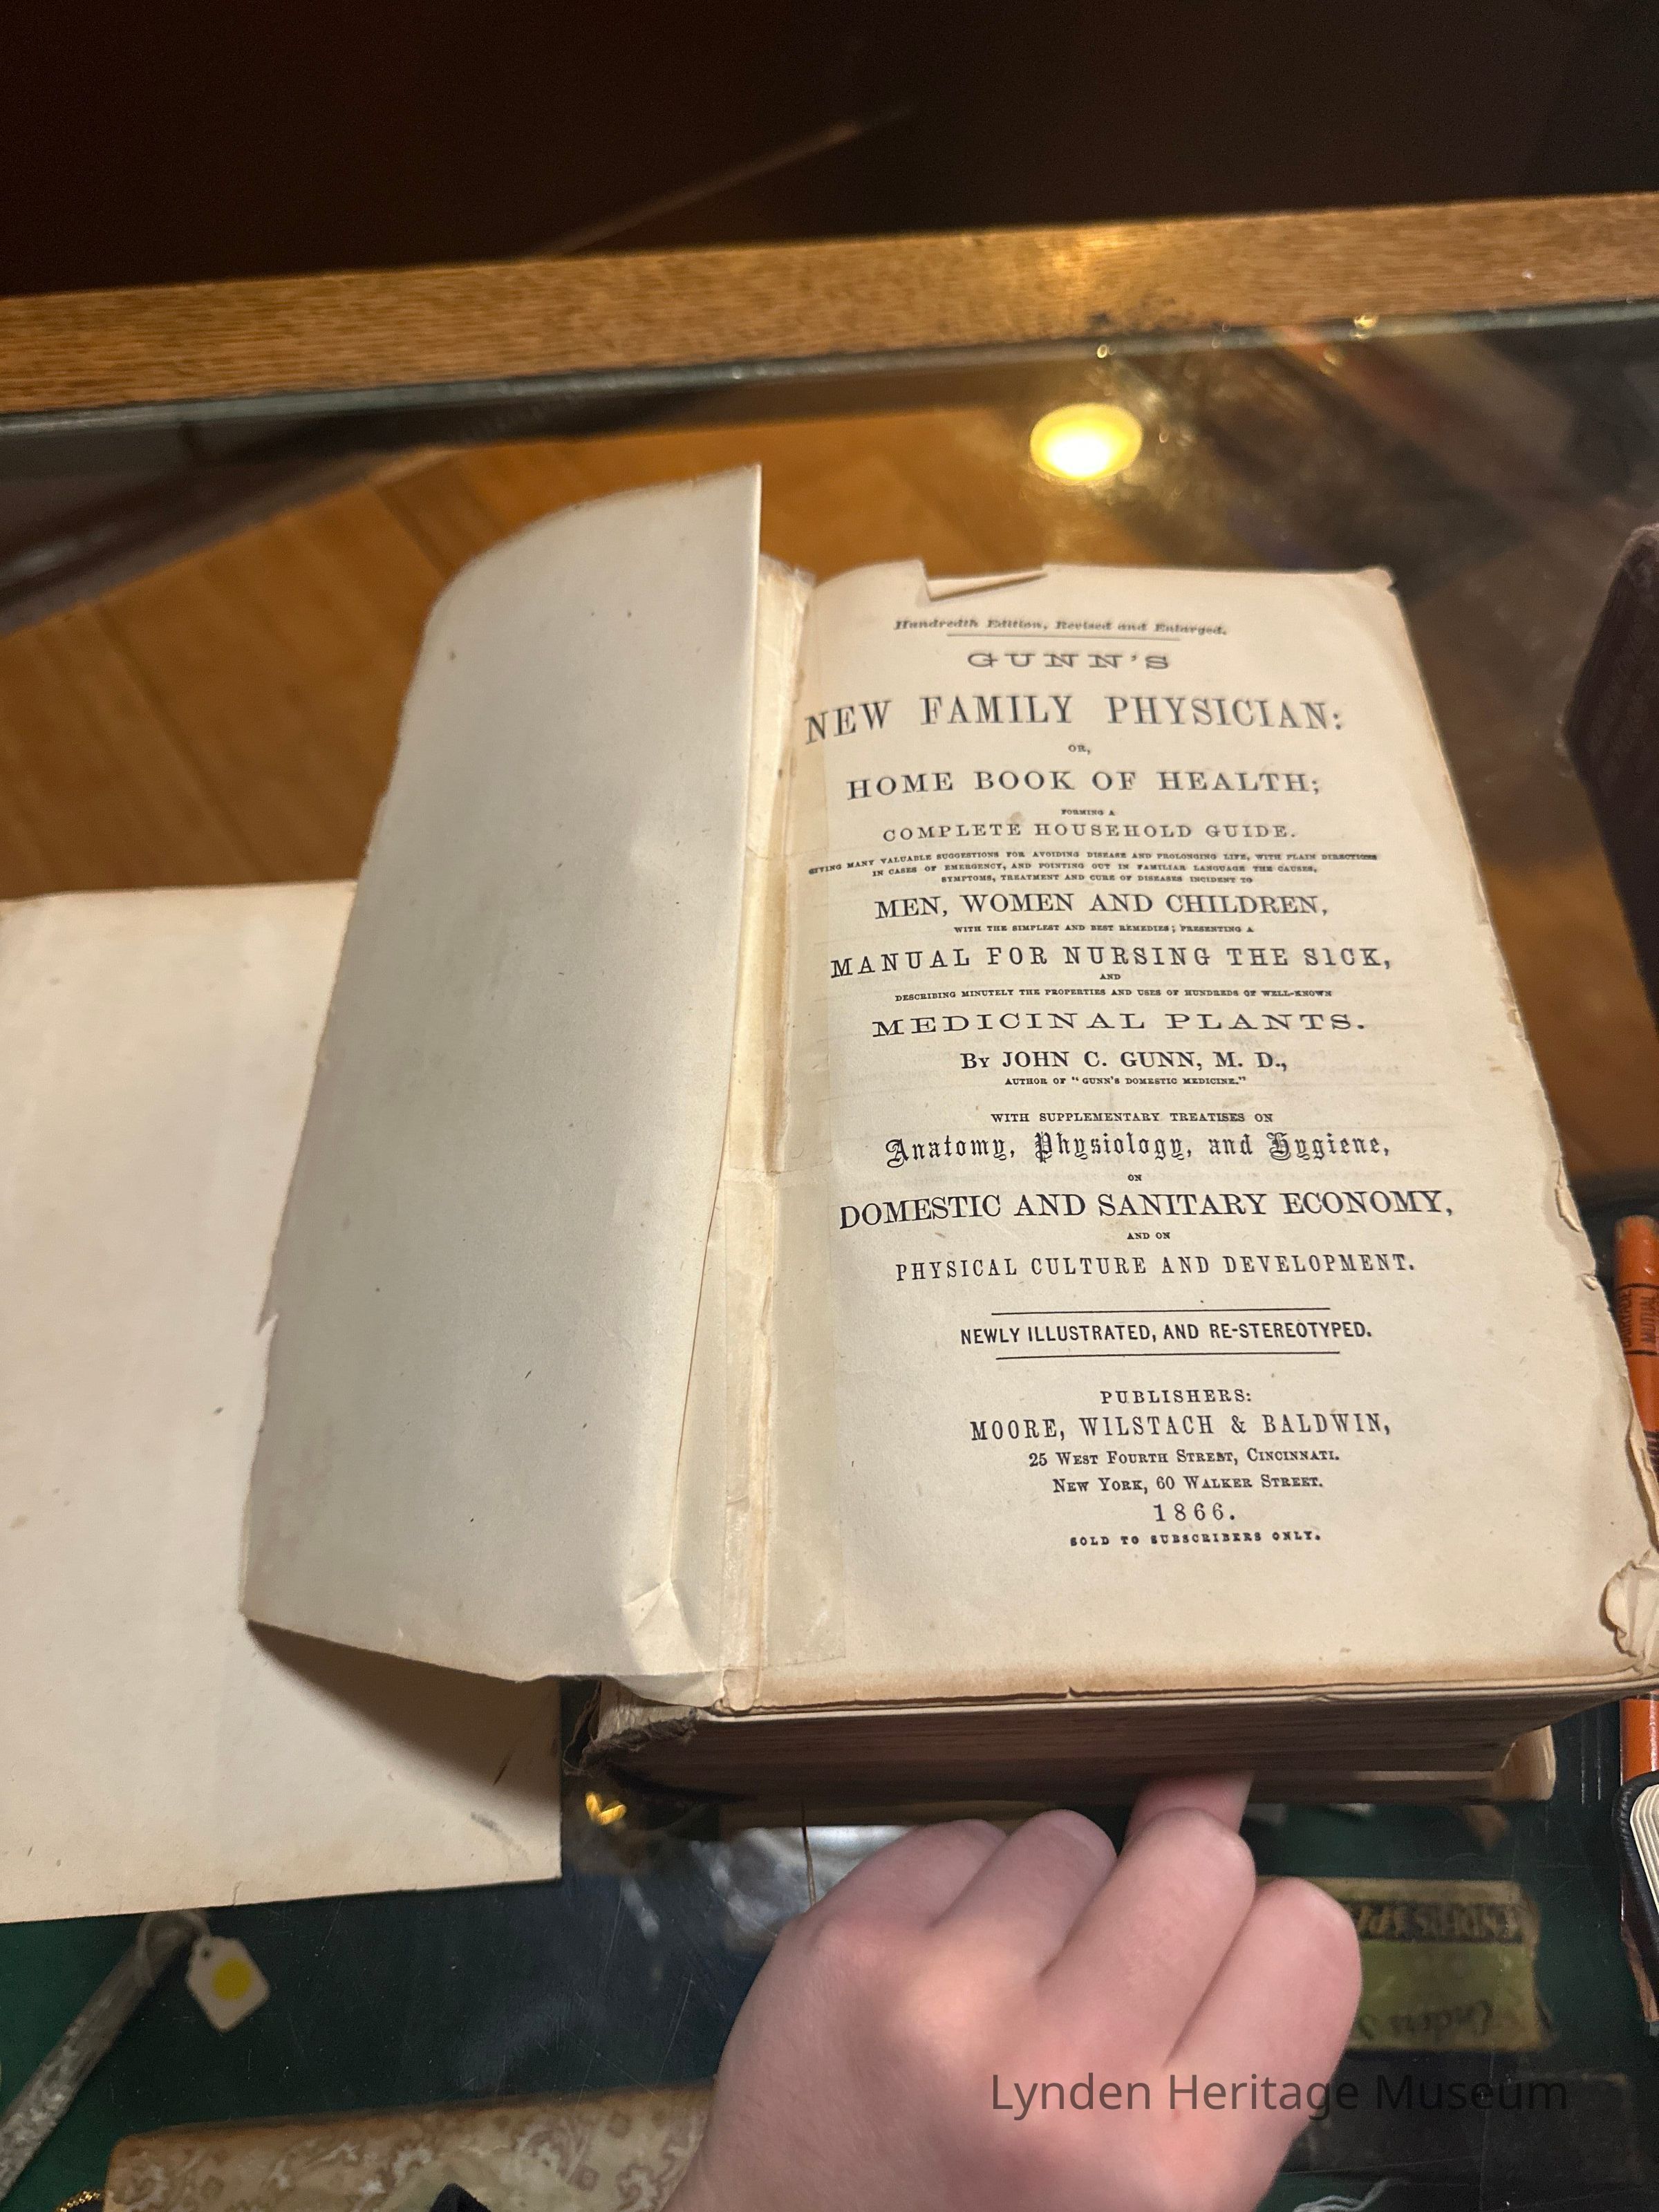 Hundredth Edition, Revised and Enlarged.
GUNN'S
NEW FAMILY PHYSICIAN:
OR,
HOME BOOK OF HEALTH;
FORMING A
COMPLETE HOUSEHOLD GUIDE.
GIVING MANY VALUABLE SUGGESTIONS FOR AVOIDING DISEASE AND PROLONGING LIFE, WITH PLAIN DIRECTIONS
IN CASES OF EMERGENCY, AND POINTING OUT IN FAMILIAR LANGUAGE THE CAUSES,
SYMPTOMS, TREATMENT AND CURE OF DISEASES INCIDENT TO
MEN, WOMEN AND CHILDREN,
WITH THE SIMPLEST AND BEST REMEDIES; PRESENTING A
MANUAL FOR NURSING THE SICK,
AND
DESCRIBING MINUTELY THE PROPERTIES AND USES OF HUNDREDS OF WELL-KNOWN
MEDICINAL PLANTS.
BY JOHN C. GUNN, M. D.,
AUTHOR OF "GUNN'S DOMESTIC MEDICINE."
WITH SUPPLEMENTARY TREATISES ON
Anatomy, Physiology, and Hygiene,
ON
DOMESTIC AND SANITARY ECONOMY,
AND ON
PHYSICAL CULTURE AND DEVELOPMENT.
NEWLY ILLUSTRATED, AND RE-STEREOTYPED.
PUBLISHERS:
MOORE, WILSTACH & BALDWIN,
25 WEST FOURTH STREET, CINCINNATI.
NEW YORK, 60 WALKER STREET.
1866.
SOLD TO SUBSCRIBERS ONLY.
MUTUAL
Lynden Heritage Museum